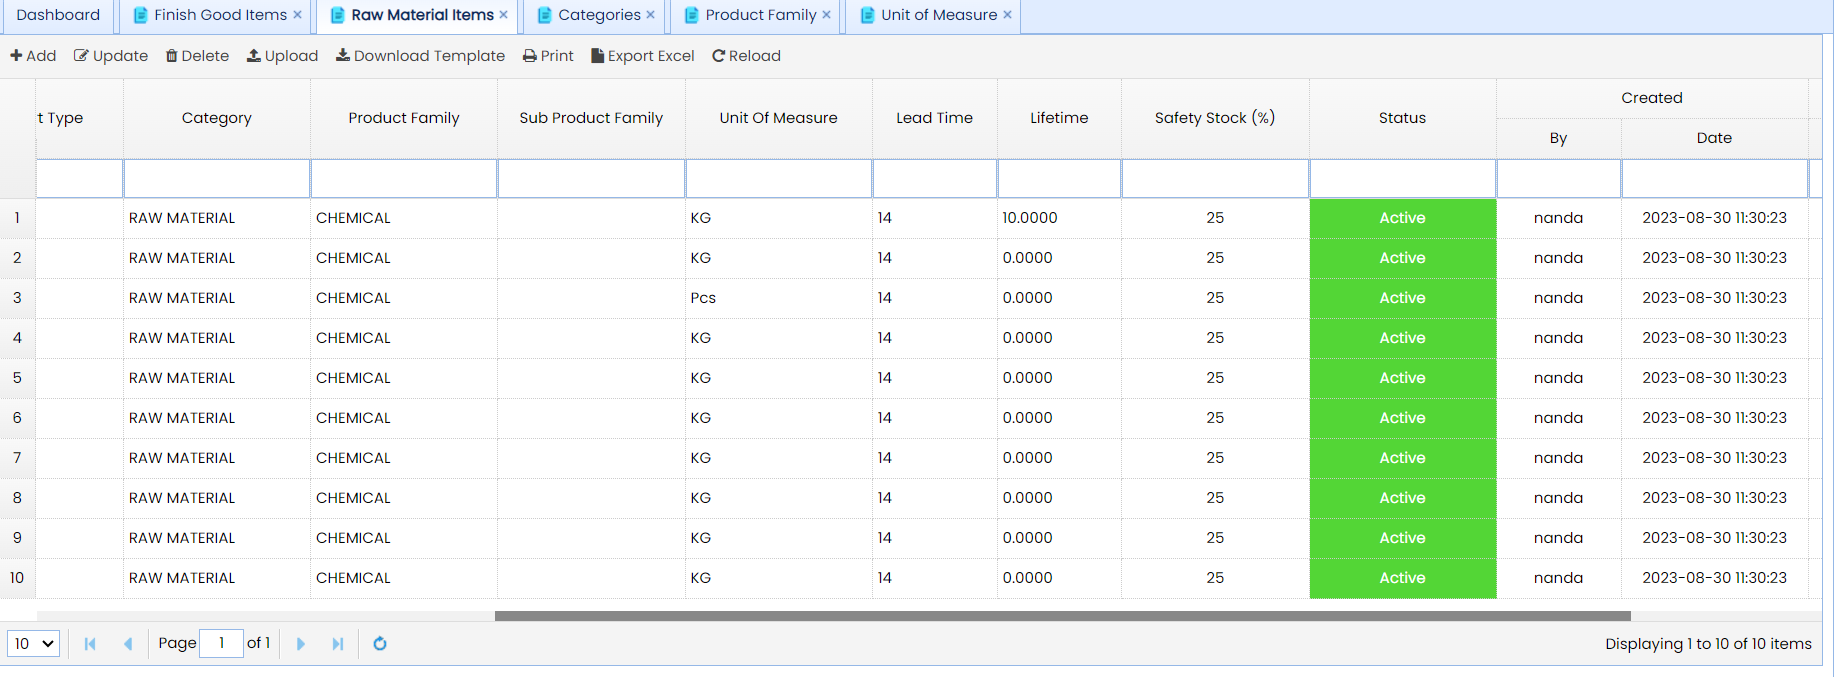 Dashboard Finish Good Items × Raw Material Items × Categories × Product Family × Unit of Measure ×
Add Update Delete Upload Download Template Print Export Excel Reload
t Type Category Product Family Sub Product Family Unit Of Measure Lead Time Lifetime Safety Stock (%) Status Created
By Date
1 RAW MATERIAL CHEMICAL KG 14 10.0000 25 Active nanda 2023-08-30 11:30:23
2 RAW MATERIAL CHEMICAL KG 14 0.0000 25 Active nanda 2023-08-30 11:30:23
3 RAW MATERIAL CHEMICAL Pcs 14 0.0000 25 Active nanda 2023-08-30 11:30:23
4 RAW MATERIAL CHEMICAL KG 14 0.0000 25 Active nanda 2023-08-30 11:30:23
5 RAW MATERIAL CHEMICAL KG 14 0.0000 25 Active nanda 2023-08-30 11:30:23
6 RAW MATERIAL CHEMICAL KG 14 0.0000 25 Active nanda 2023-08-30 11:30:23
7 RAW MATERIAL CHEMICAL KG 14 0.0000 25 Active nanda 2023-08-30 11:30:23
8 RAW MATERIAL CHEMICAL KG 14 0.0000 25 Active nanda 2023-08-30 11:30:23
9 RAW MATERIAL CHEMICAL KG 14 0.0000 25 Active nanda 2023-08-30 11:30:23
10 RAW MATERIAL CHEMICAL KG 14 0.0000 25 Active nanda 2023-08-30 11:30:23
10 Page 1 of 1 Displaying 1 to 10 of 10 items